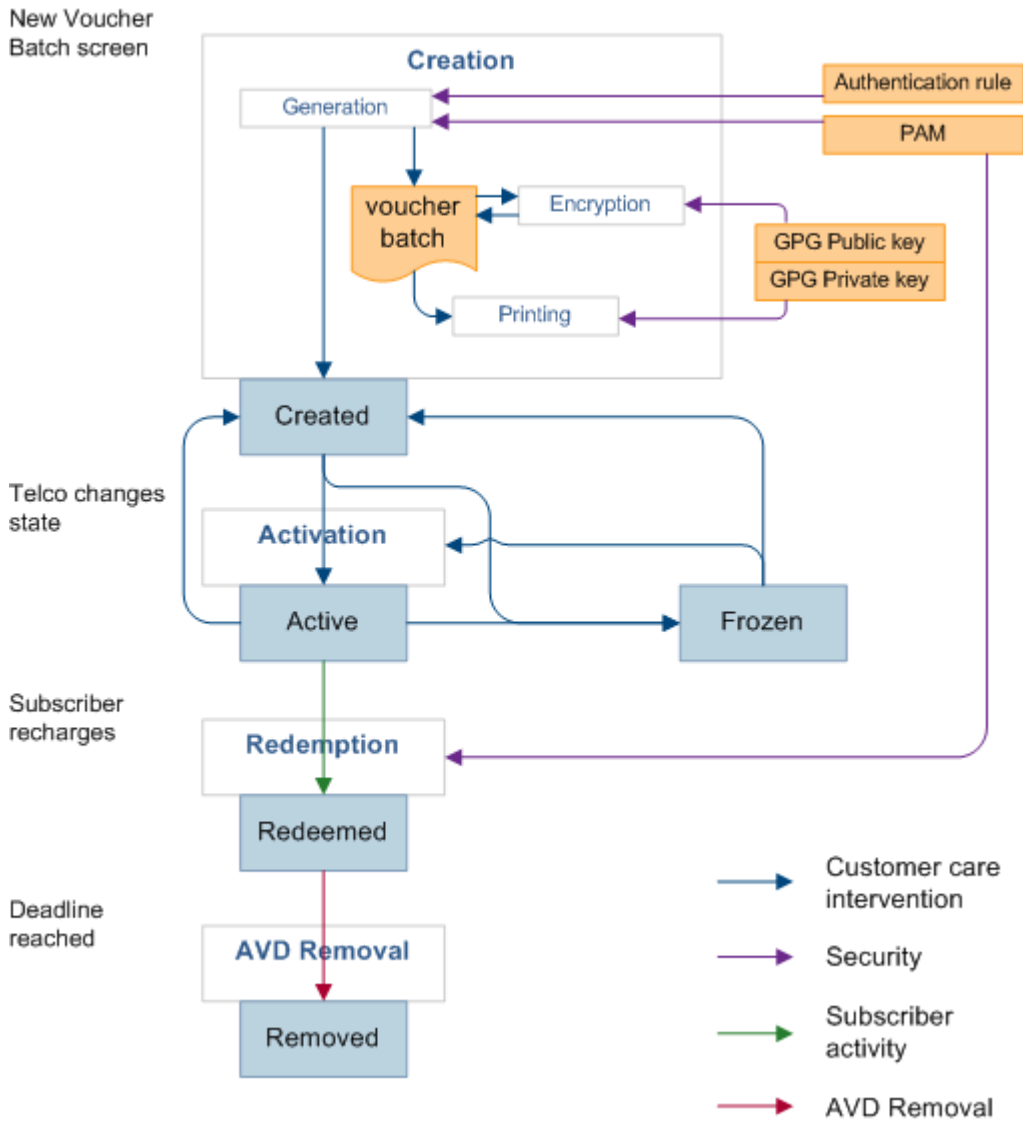 New Voucher
Batch screen
Creation
Authentication rule
Generation
PAM
voucher
batch
Encryption
GPG Public key
GPG Private key
Printing
Created
Telco changes
state
Activation
Active
Frozen
Subscriber
recharges
Redemption
Redeemed
Customer care
intervention
Deadline
reached
AVD Removal
Security
Removed
Subscriber
activity
AVD Removal